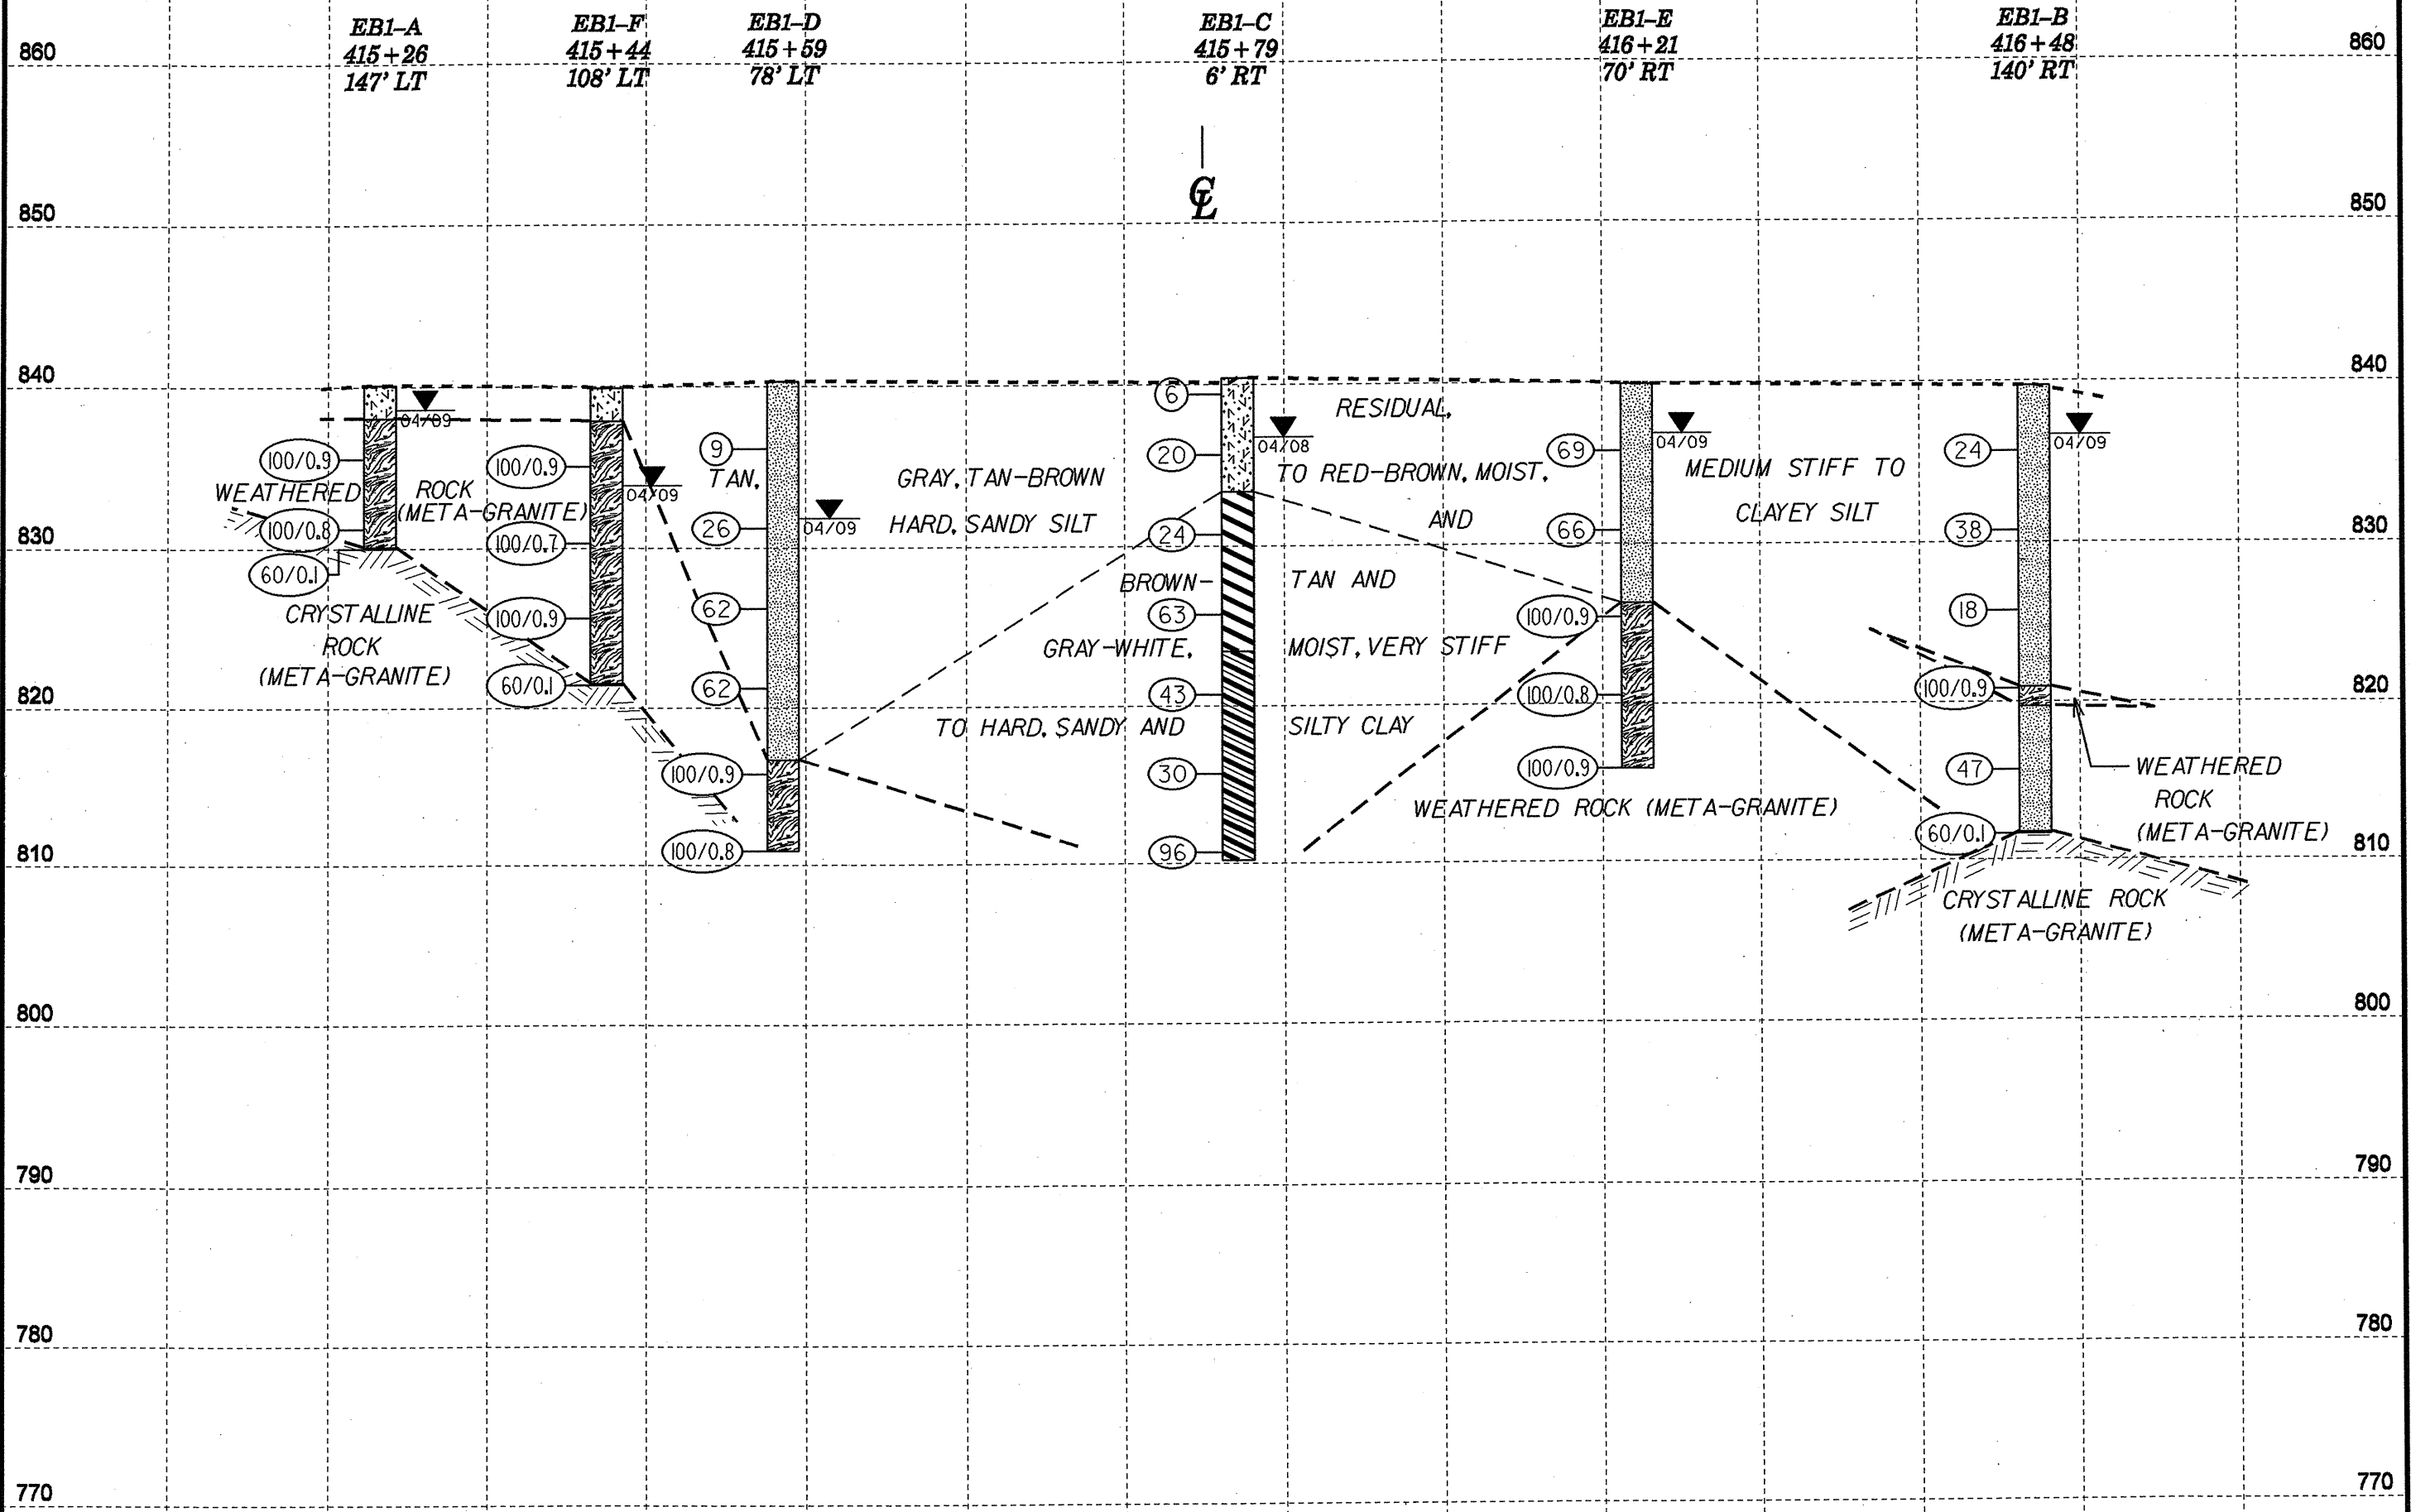 EB1-A
415+26
147' LT
EB1-F
415+44
108' LT
EB1-D
415+59
78' LT
EB1-C
415+79
6' RT
EB1-E
416+21
70' RT
EB1-B
416+48
140' RT
860
860
℄
850
850
840
840
04/09
100/0.9
WEATHERED
ROCK
(META-GRANITE)
100/0.8
830
60/0.1
CRYSTALLINE
ROCK
(META-GRANITE)
100/0.9
04/09
100/0.7
100/0.9
60/0.1
9
TAN,
26
04/09
62
62
100/0.9
100/0.8
GRAY, TAN-BROWN
HARD, SANDY SILT
6
RESIDUAL,
20
04/08
TO RED-BROWN, MOIST,
AND
24
BROWN-
TAN AND
63
GRAY-WHITE,
MOIST, VERY STIFF
43
TO HARD, SANDY AND
SILTY CLAY
30
96
69
04/09
66
100/0.9
100/0.8
100/0.9
WEATHERED ROCK (META-GRANITE)
MEDIUM STIFF TO
CLAYEY SILT
24
04/09
38
830
18
100/0.9
47
60/0.1
WEATHERED
ROCK
(META-GRANITE)
CRYSTALLINE ROCK
(META-GRANITE)
820
820
810
810
800
800
790
790
780
780
770
770